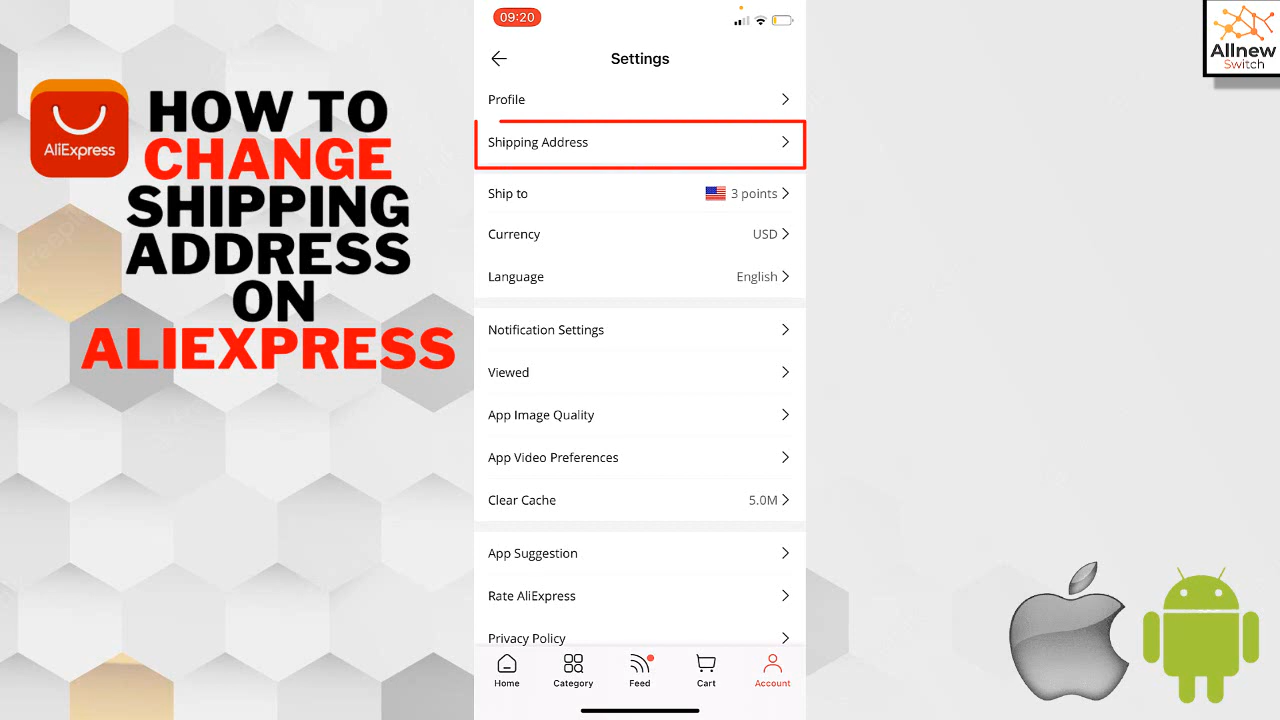 AliExpress
HOW TO
CHANGE
SHIPPING
ADDRESS
ON
ALIEXPRESS
09:20
Settings
Profile
Shipping Address
Ship to 3 points
Currency USD
Language English
Notification Settings
Viewed
App Image Quality
App Video Preferences
Clear Cache 5.0M
App Suggestion
Rate AliExpress
Privacy Policy
Home Category Feed Cart Account
Allnew
Switch